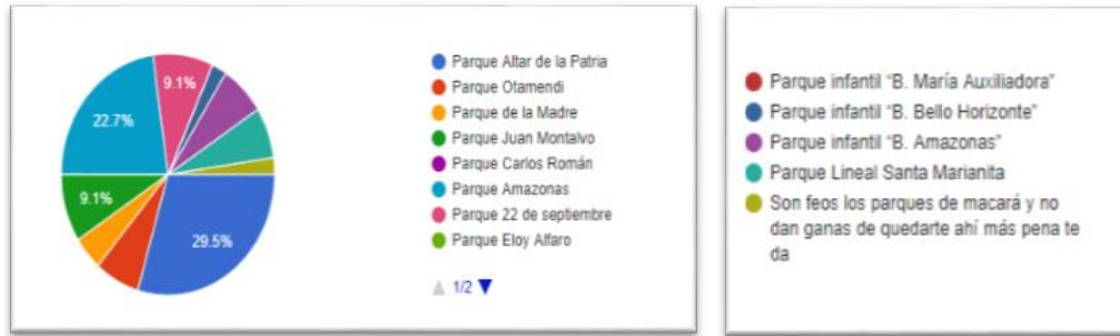 9.1%
22.7%
9.1%
29.5%
Parque Altar de la Patria
Parque Otamendi
Parque de la Madre
Parque Juan Montalvo
Parque Carlos Román
Parque Amazonas
Parque 22 de septiembre
Parque Eloy Alfaro
1/2
Parque infantil “B. María Auxiliadora”
Parque infantil “B. Bello Horizonte”
Parque infantil “B. Amazonas”
Parque Lineal Santa Marianita
Son feos los parques de macará y no
dan ganas de quedarte ahí más pena te
da